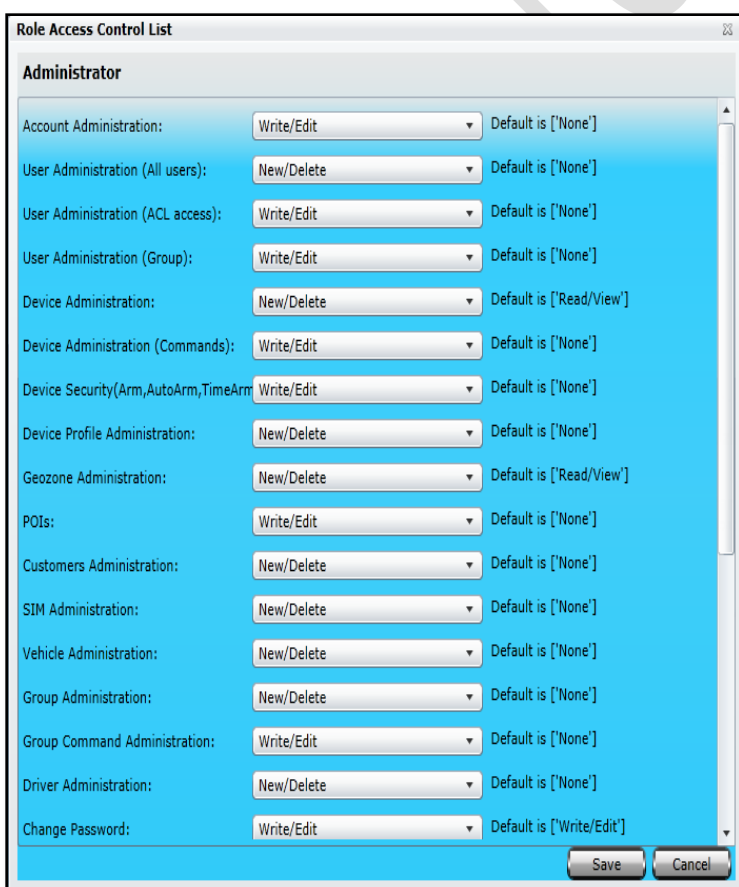 Role Access Control List
Administrator
Account Administration: Write/Edit Default is ['None']
User Administration (All users): New/Delete Default is ['None']
User Administration (ACL access): Write/Edit Default is ['None']
User Administration (Group): Write/Edit Default is ['None']
Device Administration: New/Delete Default is ['Read/View']
Device Administration (Commands): Write/Edit Default is ['None']
Device Security(Arm,AutoArm,TimeArm Write/Edit Default is ['None']
Device Profile Administration: New/Delete Default is ['None']
Geozone Administration: New/Delete Default is ['Read/View']
POIs: Write/Edit Default is ['None']
Customers Administration: New/Delete Default is ['None']
SIM Administration: New/Delete Default is ['None']
Vehicle Administration: New/Delete Default is ['None']
Group Administration: New/Delete Default is ['None']
Group Command Administration: Write/Edit Default is ['None']
Driver Administration: New/Delete Default is ['None']
Change Password: Write/Edit Default is ['Write/Edit']
Save Cancel